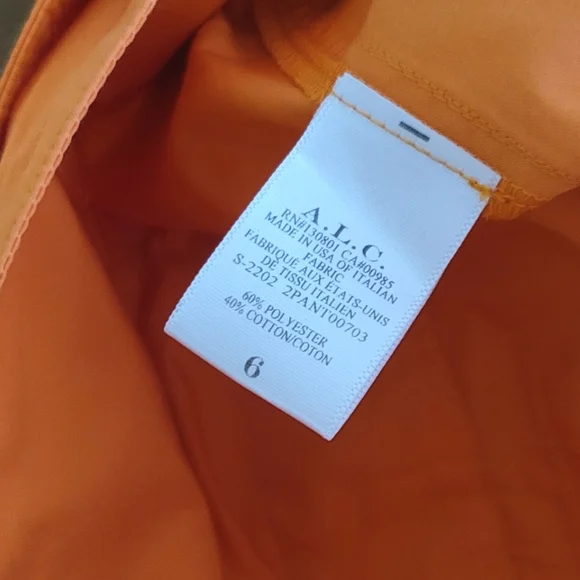 A.L.C.
RN#130801 CA#00985
MADE IN USA OF ITALIAN
FABRIC
FABRIQUE AUX ÉTATS-UNIS
DE TISSU ITALIEN
S-2202 2PANT00703
60% POLYESTER
40% COTTON/COTON
6